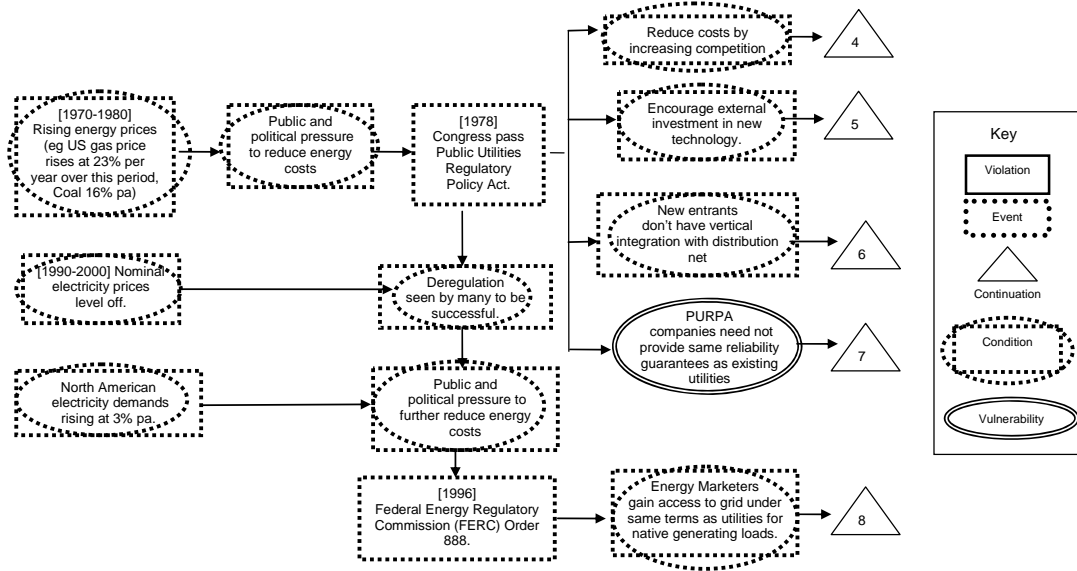 Reduce costs by
increasing competition
4
[1970-1980]
Rising energy prices
(eg US gas price
rises at 23% per
year over this period,
Coal 16% pa)
Public and
political pressure
to reduce energy
costs
[1978]
Congress pass
Public Utilities
Regulatory
Policy Act.
Encourage external
investment in new
technology.
5
New entrants
don’t have vertical
integration with distribution
net
6
[1990-2000] Nominal
electricity prices
level off.
Deregulation
seen by many to be
successful.
PURPA
companies need not
provide same reliability
guarantees as existing
utilities
7
North American
electricity demands
rising at 3% pa.
Public and
political pressure to
further reduce energy
costs
[1996]
Federal Energy Regulatory
Commission (FERC) Order
888.
Energy Marketers
gain access to grid under
same terms as utilities for
native generating loads.
8
Key
Violation
Event
Continuation
Condition
Vulnerability